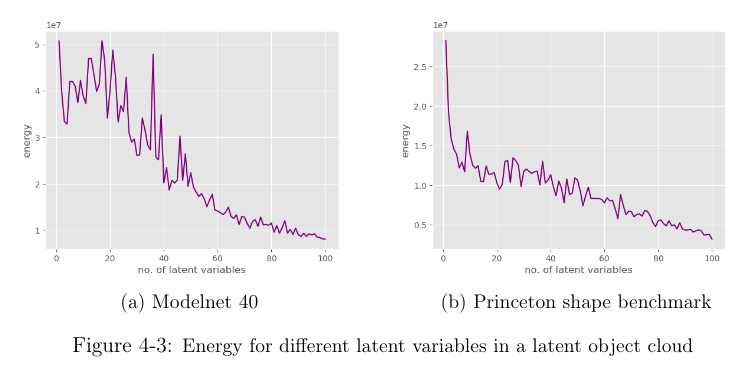 1e7
5
4
3
2
1
energy
0 20 40 60 80 100
no. of latent variables
(a) Modelnet 40
1e7
2.5
2.0
1.5
1.0
0.5
energy
0 20 40 60 80 100
no. of latent variables
(b) Princeton shape benchmark
Figure 4-3: Energy for different latent variables in a latent object cloud